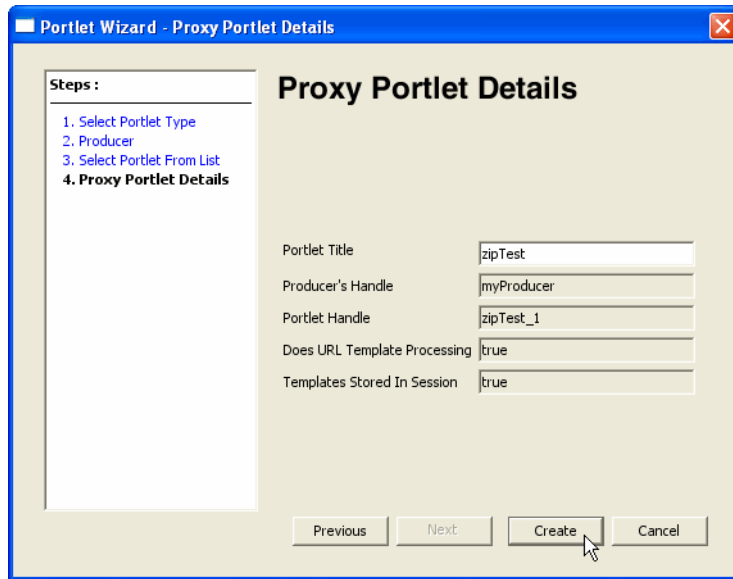 Portlet Wizard - Proxy Portlet Details
Steps :
1. Select Portlet Type
2. Producer
3. Select Portlet From List
4. Proxy Portlet Details
Proxy Portlet Details
Portlet Title zipTest
Producer's Handle myProducer
Portlet Handle zipTest_1
Does URL Template Processing true
Templates Stored In Session true
Previous Next Create Cancel